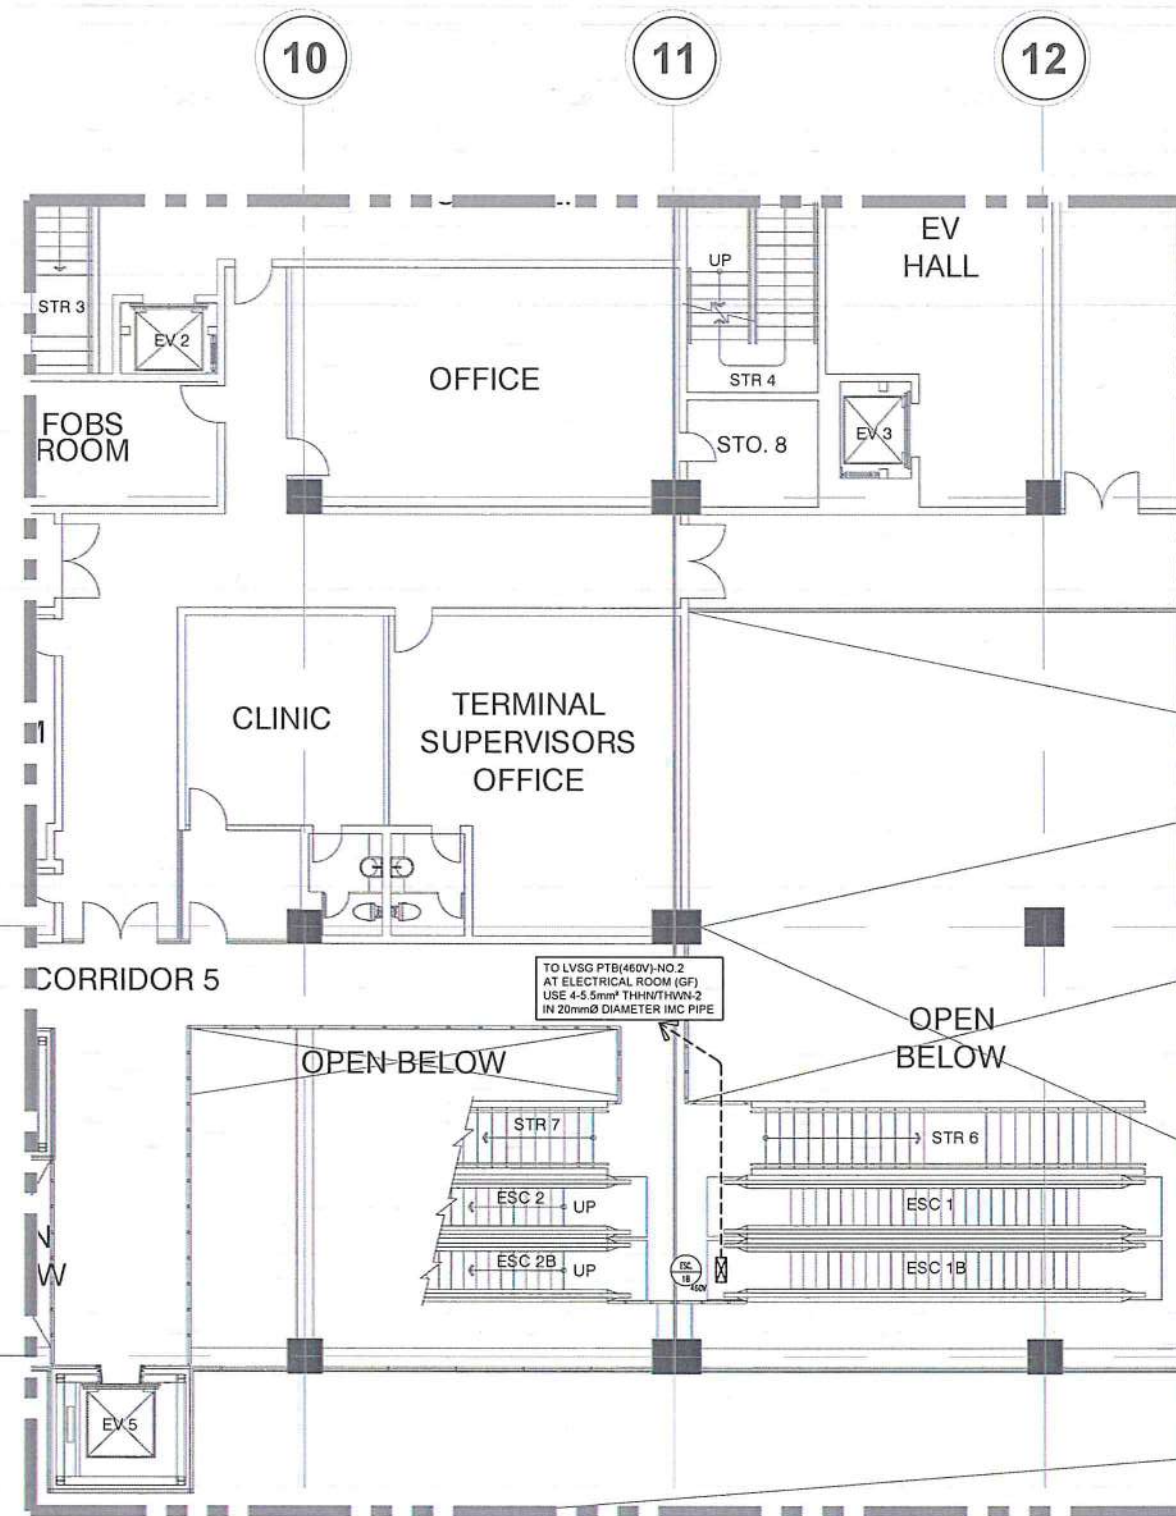 10
11
12
EV
HALL
UP
STR 3
EV 2
OFFICE
STR 4
FOBS
ROOM
STO. 8
EV 3
CLINIC
TERMINAL
SUPERVISORS
OFFICE
CORRIDOR 5
TO LVSG PTB(460V)-NO.2
AT ELECTRICAL ROOM (GF)
USE 4-5.5mm² THHN/THWN-2
IN 20mmØ DIAMETER IMC PIPE
OPEN
BELOW
OPEN BELOW
STR 7
STR 6
ESC 2
UP
ESC 1
ESC 2B
UP
ESC.
1B
460V
ESC 1B
W
EV 5